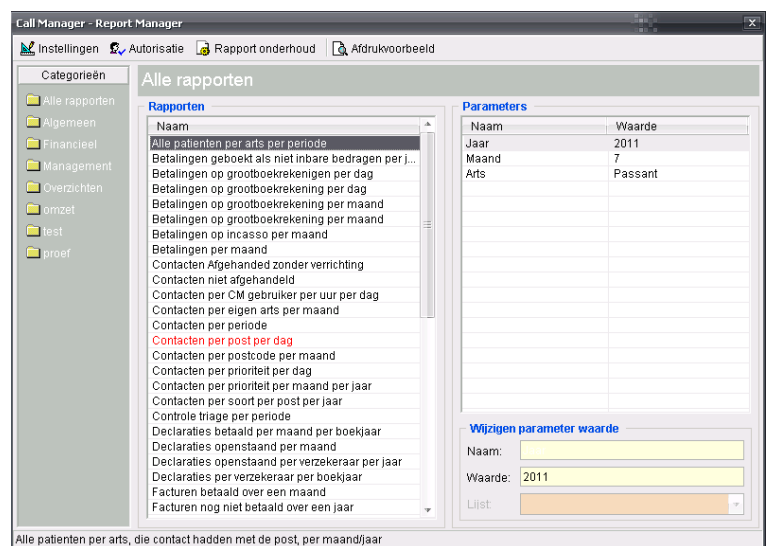 Call Manager - Report Manager
Instellingen Autorisatie Rapport onderhoud Afdrukvoorbeeld
Categorieën
Alle rapporten
Algemeen
Financieel
Management
Overzichten
omzet
test
proef
Alle rapporten
Rapporten
Naam
Alle patienten per arts per periode
Betalingen geboekt als niet inbare bedragen per j...
Betalingen op grootboekrekenigen per dag
Betalingen op grootboekrekening per dag
Betalingen op grootboekrekening per maand
Betalingen op grootboekrekening per maand
Betalingen op incasso per maand
Betalingen per maand
Contacten Afgehanded zonder verrichting
Contacten niet afgehandeld
Contacten per CM gebruiker per uur per dag
Contacten per eigen arts per maand
Contacten per periode
Contacten per post per dag
Contacten per postcode per maand
Contacten per prioriteit per dag
Contacten per prioriteit per maand per jaar
Contacten per soort per post per jaar
Controle triage per periode
Declaraties betaald per maand per boekjaar
Declaraties openstaand per maand
Declaraties openstaand per verzekeraar per jaar
Declaraties per verzekeraar per boekjaar
Facturen betaald over een maand
Facturen nog niet betaald over een jaar
Parameters
Naam Waarde
Jaar 2011
Maand 7
Arts Passant
Wijzigen parameter waarde
Naam:
Waarde: 2011
Lijst:
Alle patienten per arts, die contact hadden met de post, per maand/jaar